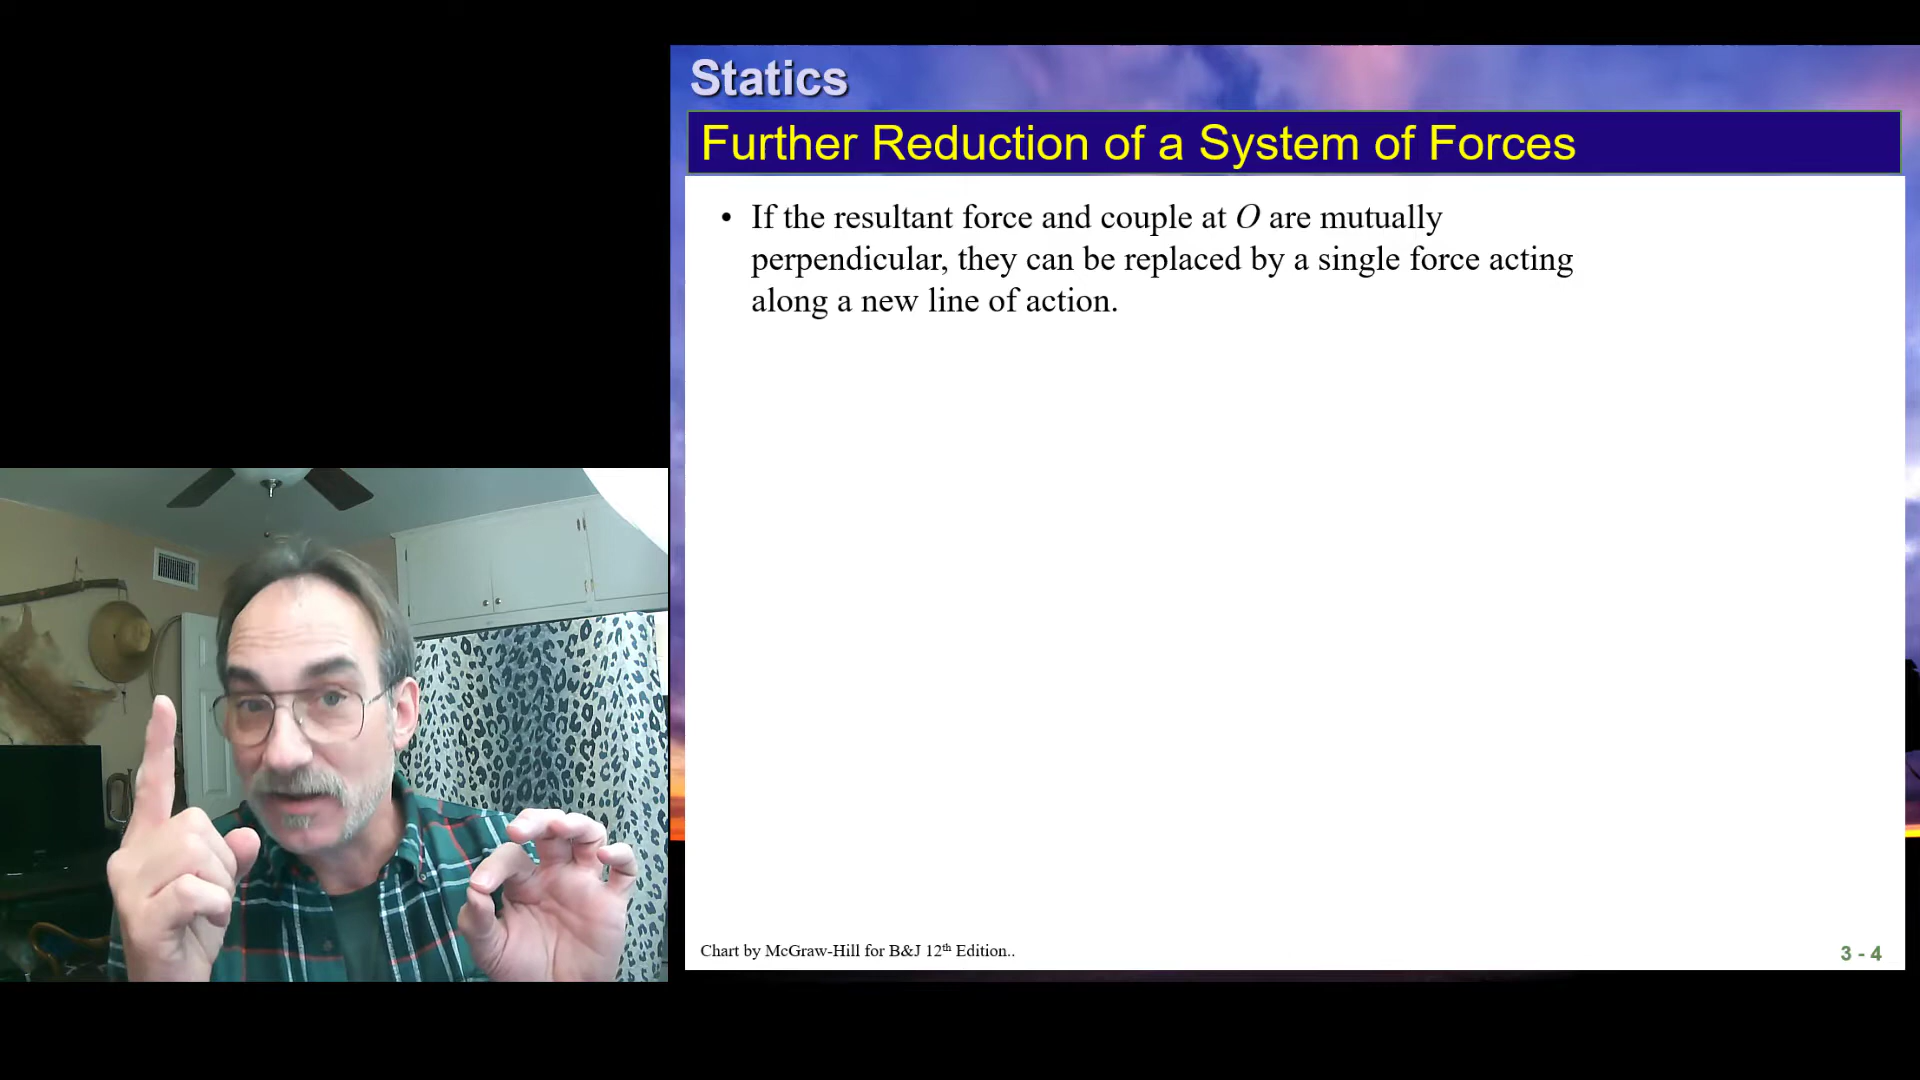 Statics
Further Reduction of a System of Forces
• If the resultant force and couple at O are mutually
perpendicular, they can be replaced by a single force acting
along a new line of action.
Chart by McGraw-Hill for B&J 12th Edition..
3 - 4